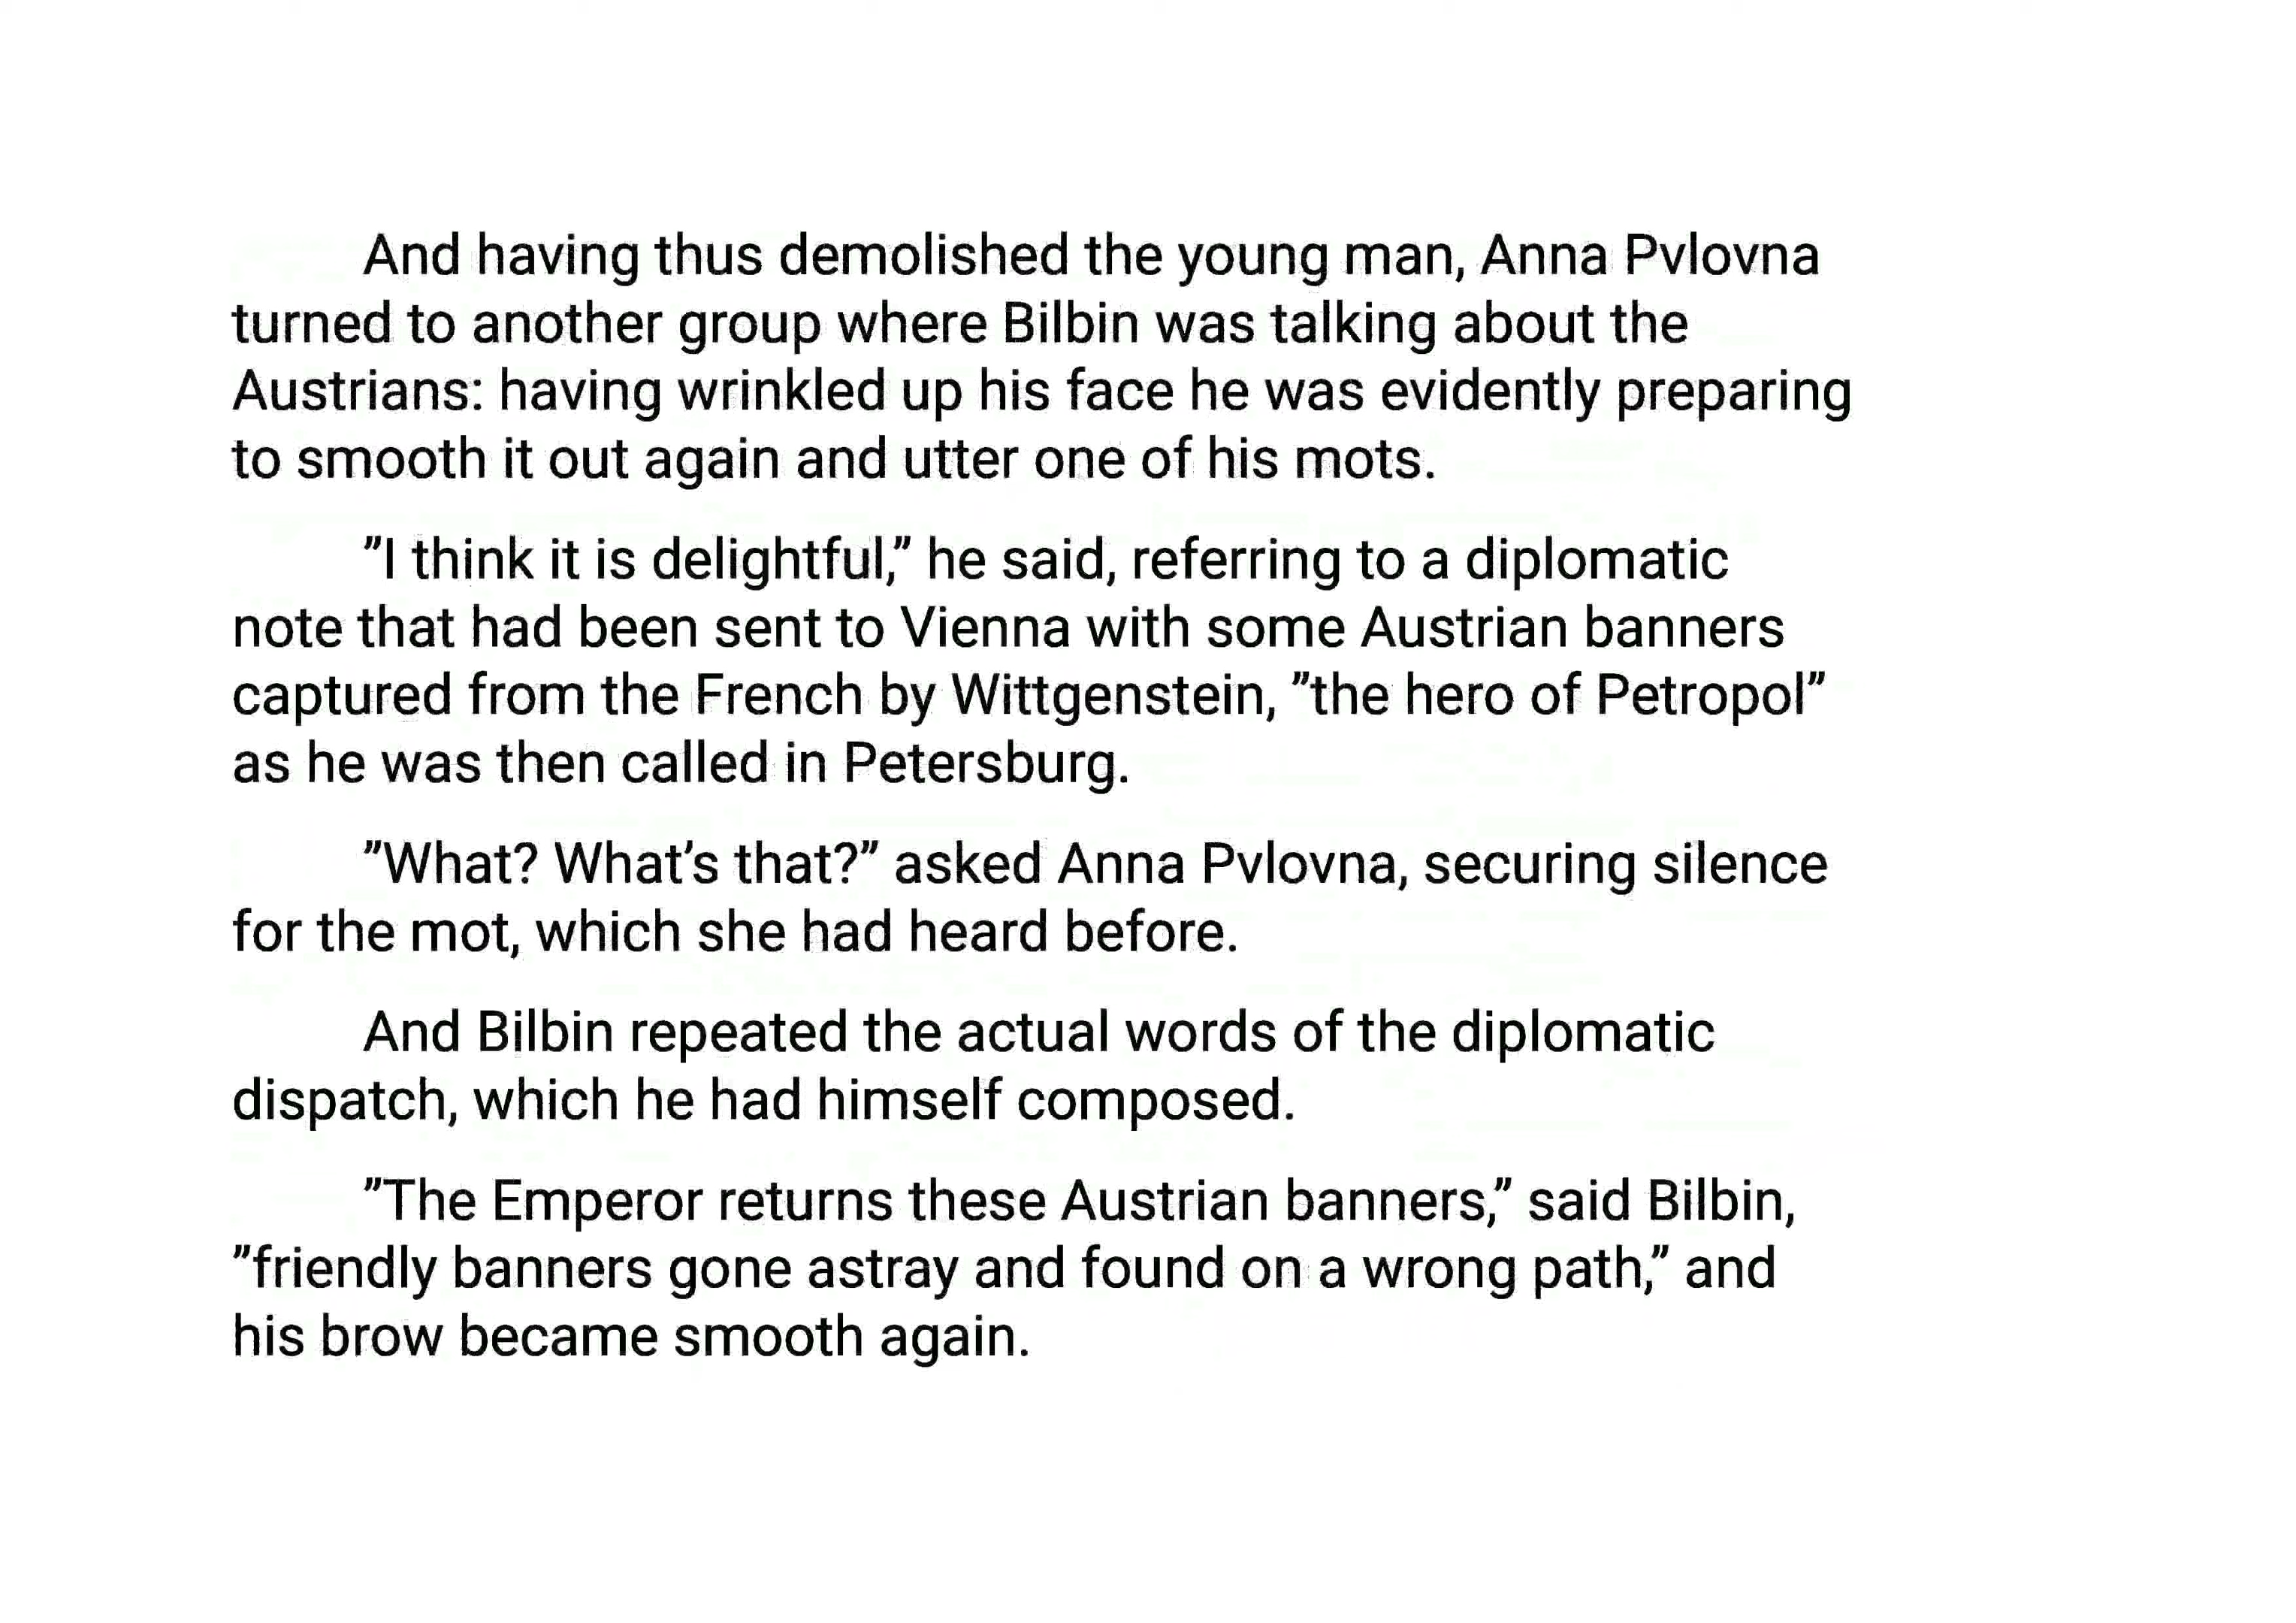 And having thus demolished the young man, Anna Pvlovna
turned to another group where Bilbin was talking about the
Austrians: having wrinkled up his face he was evidently preparing
to smooth it out again and utter one of his mots.
”I think it is delightful,” he said, referring to a diplomatic
note that had been sent to Vienna with some Austrian banners
captured from the French by Wittgenstein, ”the hero of Petropol”
as he was then called in Petersburg.
”What? What’s that?” asked Anna Pvlovna, securing silence
for the mot, which she had heard before.
And Bilbin repeated the actual words of the diplomatic
dispatch, which he had himself composed.
”The Emperor returns these Austrian banners,” said Bilbin,
”friendly banners gone astray and found on a wrong path,” and
his brow became smooth again.